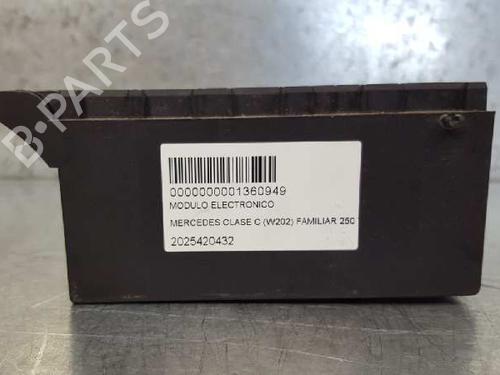 B-PARTS
0000000001360949
MODULO ELECTRONICO
MERCEDES CLASE C (W202) FAMILIAR 250
2025420432